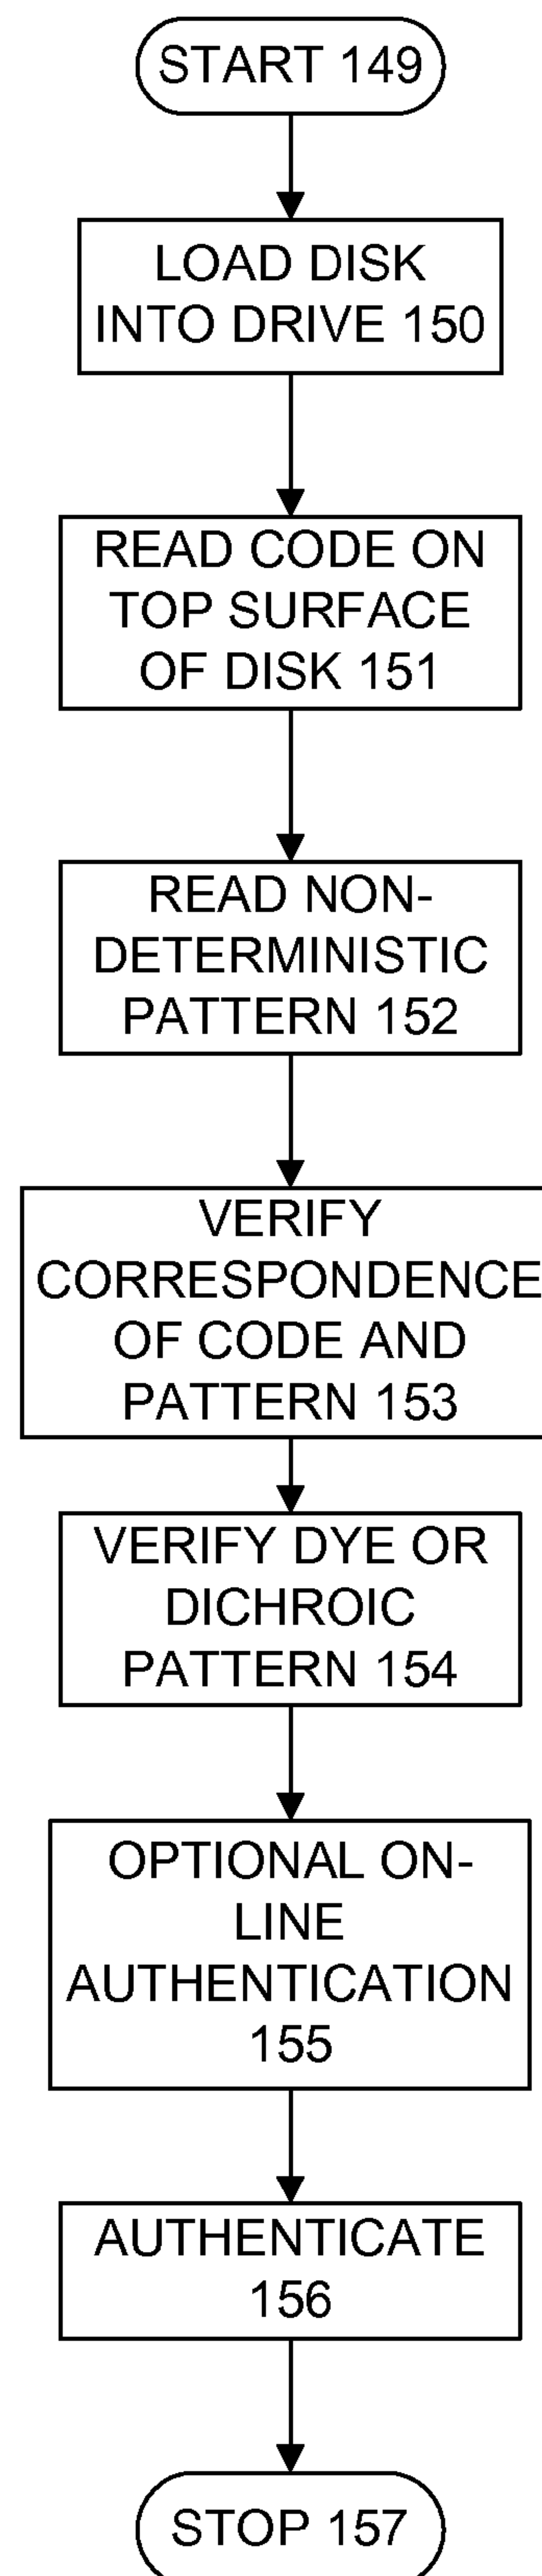 START 149
LOAD DISK
INTO DRIVE 150
READ CODE ON
TOP SURFACE
OF DISK 151
READ NON-
DETERMINISTIC
PATTERN 152
VERIFY
CORRESPONDENCE
OF CODE AND
PATTERN 153
VERIFY DYE OR
DICHROIC
PATTERN 154
OPTIONAL ON-
LINE
AUTHENTICATION
155
AUTHENTICATE
156
STOP 157